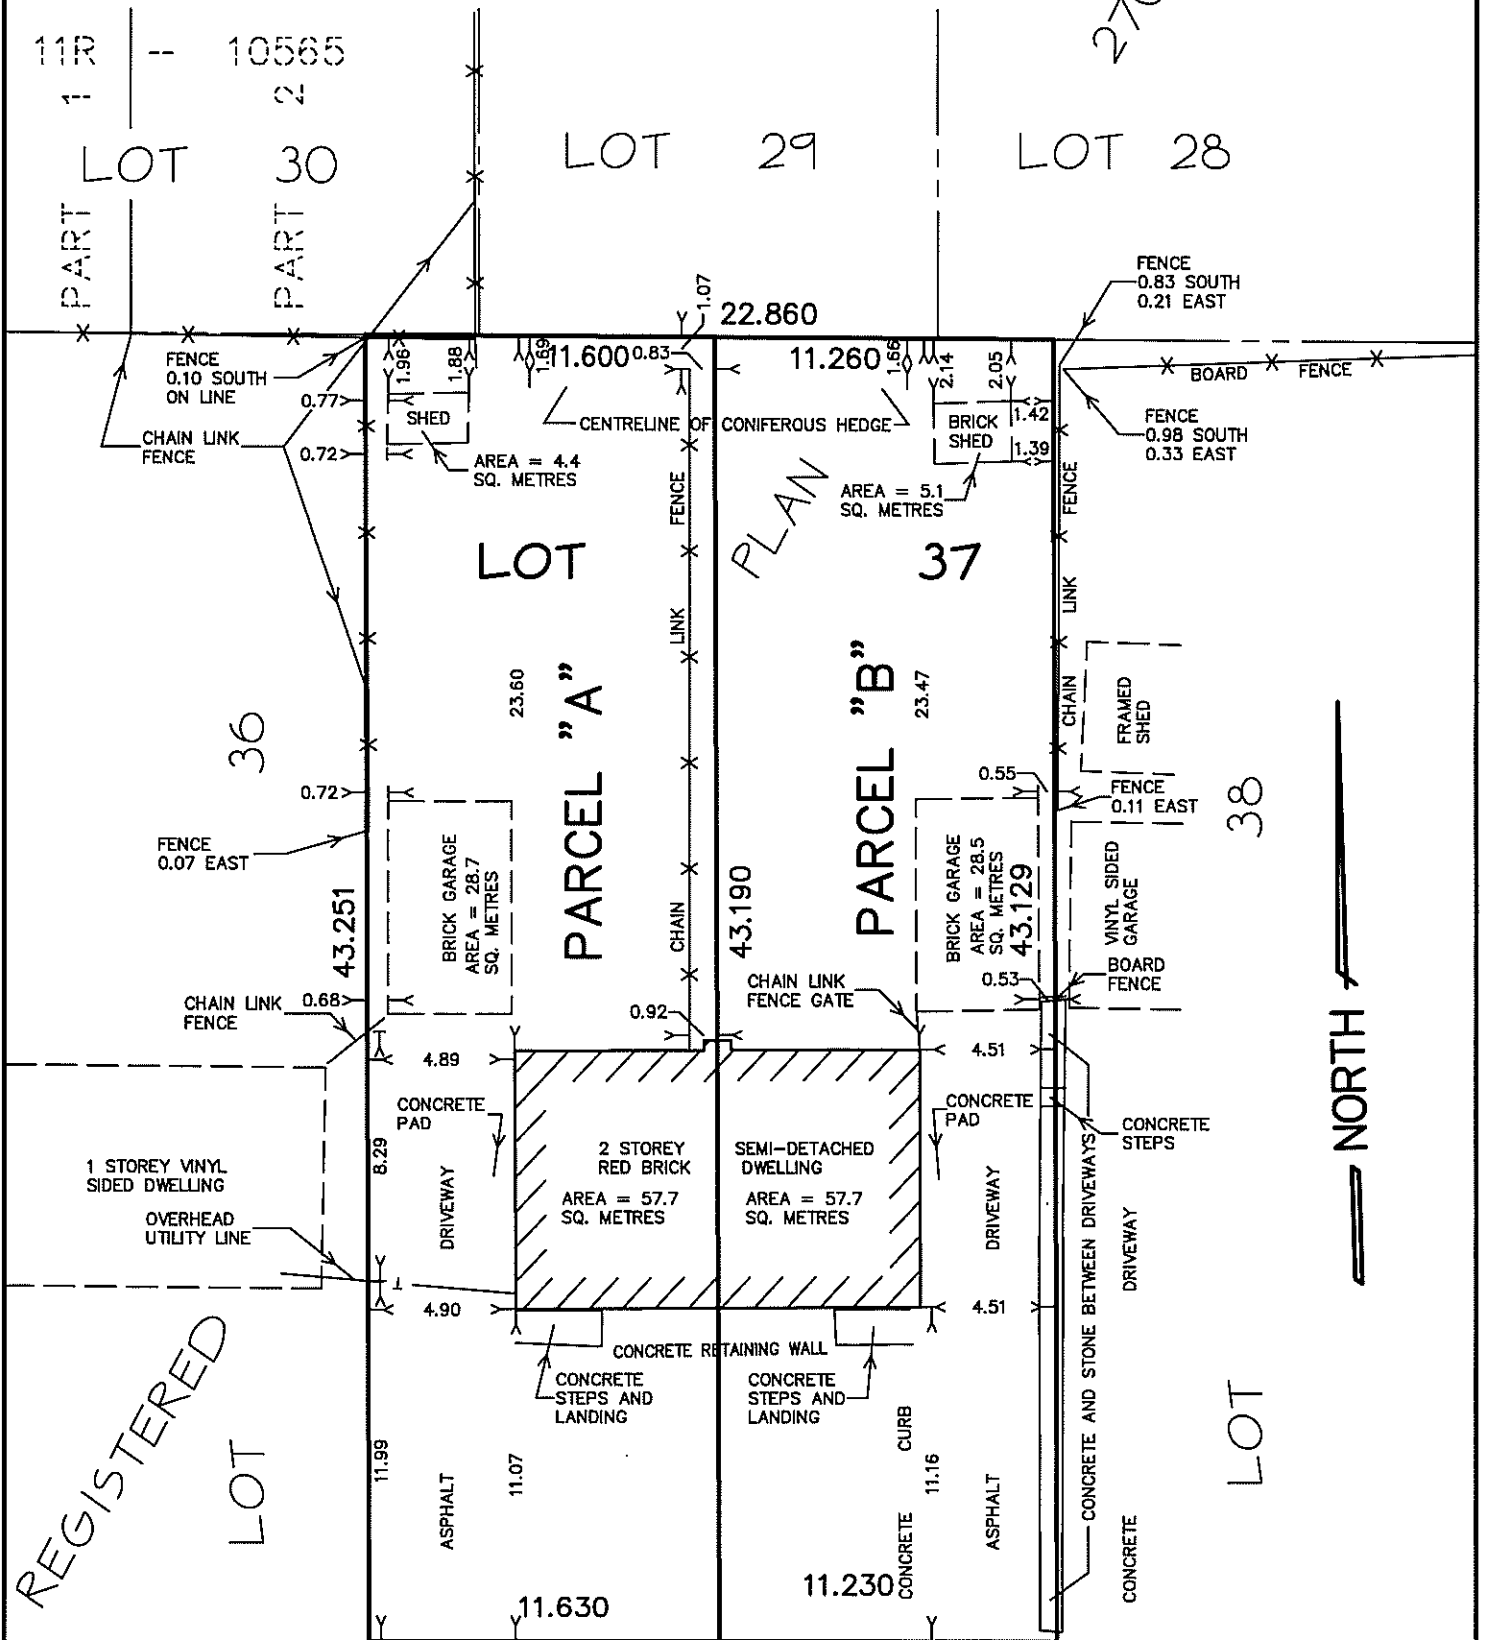 11R -- 10565
PART 1
PART 2
LOT 30
LOT 29
LOT 28
FENCE
0.83 SOUTH
0.21 EAST
1.07
22.860
11.600
0.83
11.260
1.69
1.66
1.96
1.88
2.14
2.05
FENCE
0.10 SOUTH
ON LINE
0.77
SHED
CENTRELINE OF CONIFEROUS HEDGE
BRICK
SHED
1.42
1.39
BOARD FENCE
FENCE
0.98 SOUTH
0.33 EAST
CHAIN LINK
FENCE
0.72
AREA = 4.4
SQ. METRES
AREA = 5.1
SQ. METRES
PLAN
LOT 37
CHAIN LINK FENCE
CHAIN LINK FENCE
PARCEL "A"
PARCEL "B"
23.60
23.47
FRAMED
SHED
36
38
0.72
0.55
FENCE
0.11 EAST
FENCE
0.07 EAST
BRICK GARAGE
AREA = 28.7
SQ. METRES
BRICK GARAGE
AREA = 28.5
SQ. METRES
VINYL SIDED
GARAGE
43.251
43.190
43.129
CHAIN LINK
FENCE
0.68
0.92
CHAIN LINK
FENCE GATE
0.53
BOARD
FENCE
4.89
4.51
CONCRETE
PAD
CONCRETE
PAD
CONCRETE
STEPS
1 STOREY VINYL
SIDED DWELLING
8.29
2 STOREY
RED BRICK
SEMI-DETACHED
DWELLING
AREA = 57.7
SQ. METRES
AREA = 57.7
SQ. METRES
OVERHEAD
UTILITY LINE
DRIVEWAY
DRIVEWAY
DRIVEWAY
NORTH
4.90
4.51
CONCRETE RETAINING WALL
CONCRETE
STEPS AND
LANDING
CONCRETE
STEPS AND
LANDING
CONCRETE AND STONE BETWEEN DRIVEWAYS
REGISTERED
LOT
LOT
11.99
ASPHALT
11.07
CONCRETE CURB
11.16
ASPHALT
CONCRETE
11.630
11.230